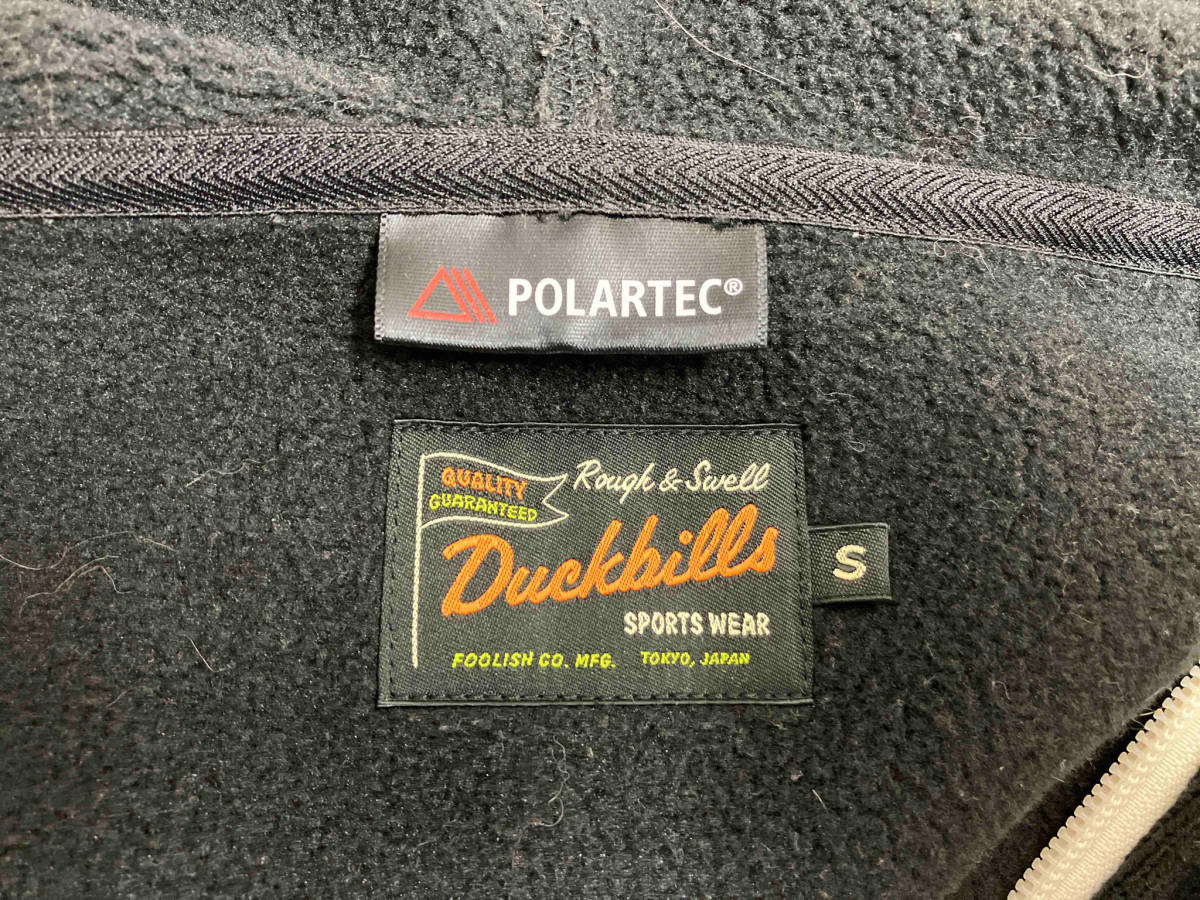 POLARTEC®
QUALITY
GUARANTEED
Rough & Swell
Duckbills
SPORTS WEAR
FOOLISH CO. MFG. TOKYO, JAPAN
S